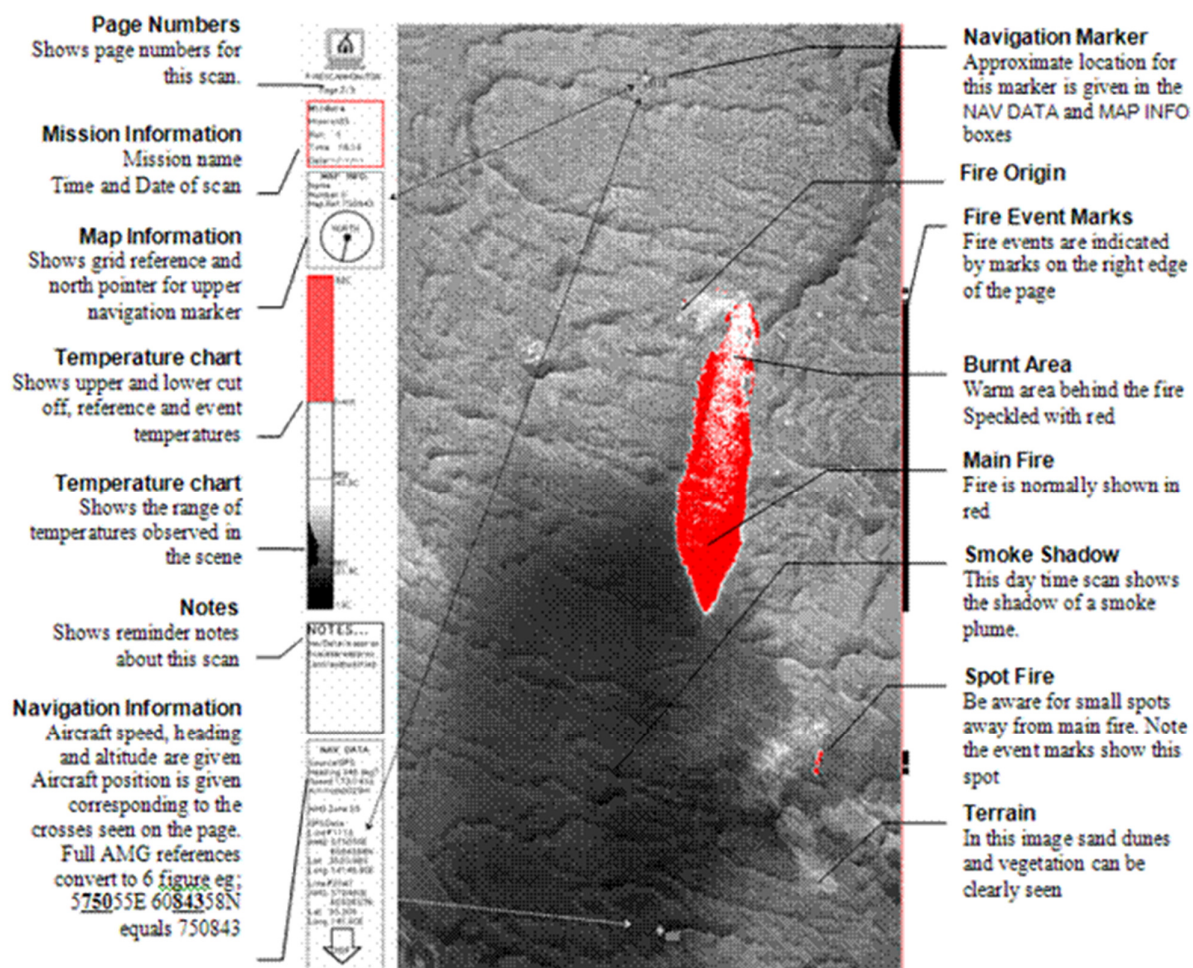 Page Numbers
Shows page numbers for
this scan.
Mission Information
Mission name
Time and Date of scan
Map Information
Shows grid reference and
north pointer for upper
navigation marker
Temperature chart
Shows upper and lower cut
off, reference and event
temperatures
Temperature chart
Shows the range of
temperatures observed in
the scene
Notes
Shows reminder notes
about this scan
Navigation Information
Aircraft speed, heading
and altitude are given
Aircraft position is given
corresponding to the
crosses seen on the page.
Full AMG references
convert to 6 figure eg;
575055E 6084358N
equals 750843
MAP INFO
NORTH
NOTES...
NAV DATA
Navigation Marker
Approximate location for
this marker is given in the
NAV DATA and MAP INFO
boxes
Fire Origin
Fire Event Marks
Fire events are indicated
by marks on the right edge
of the page
Burnt Area
Warm area behind the fire
Speckled with red
Main Fire
Fire is normally shown in
red
Smoke Shadow
This day time scan shows
the shadow of a smoke
plume.
Spot Fire
Be aware for small spots
away from main fire. Note
the event marks show this
spot
Terrain
In this image sand dunes
and vegetation can be
clearly seen